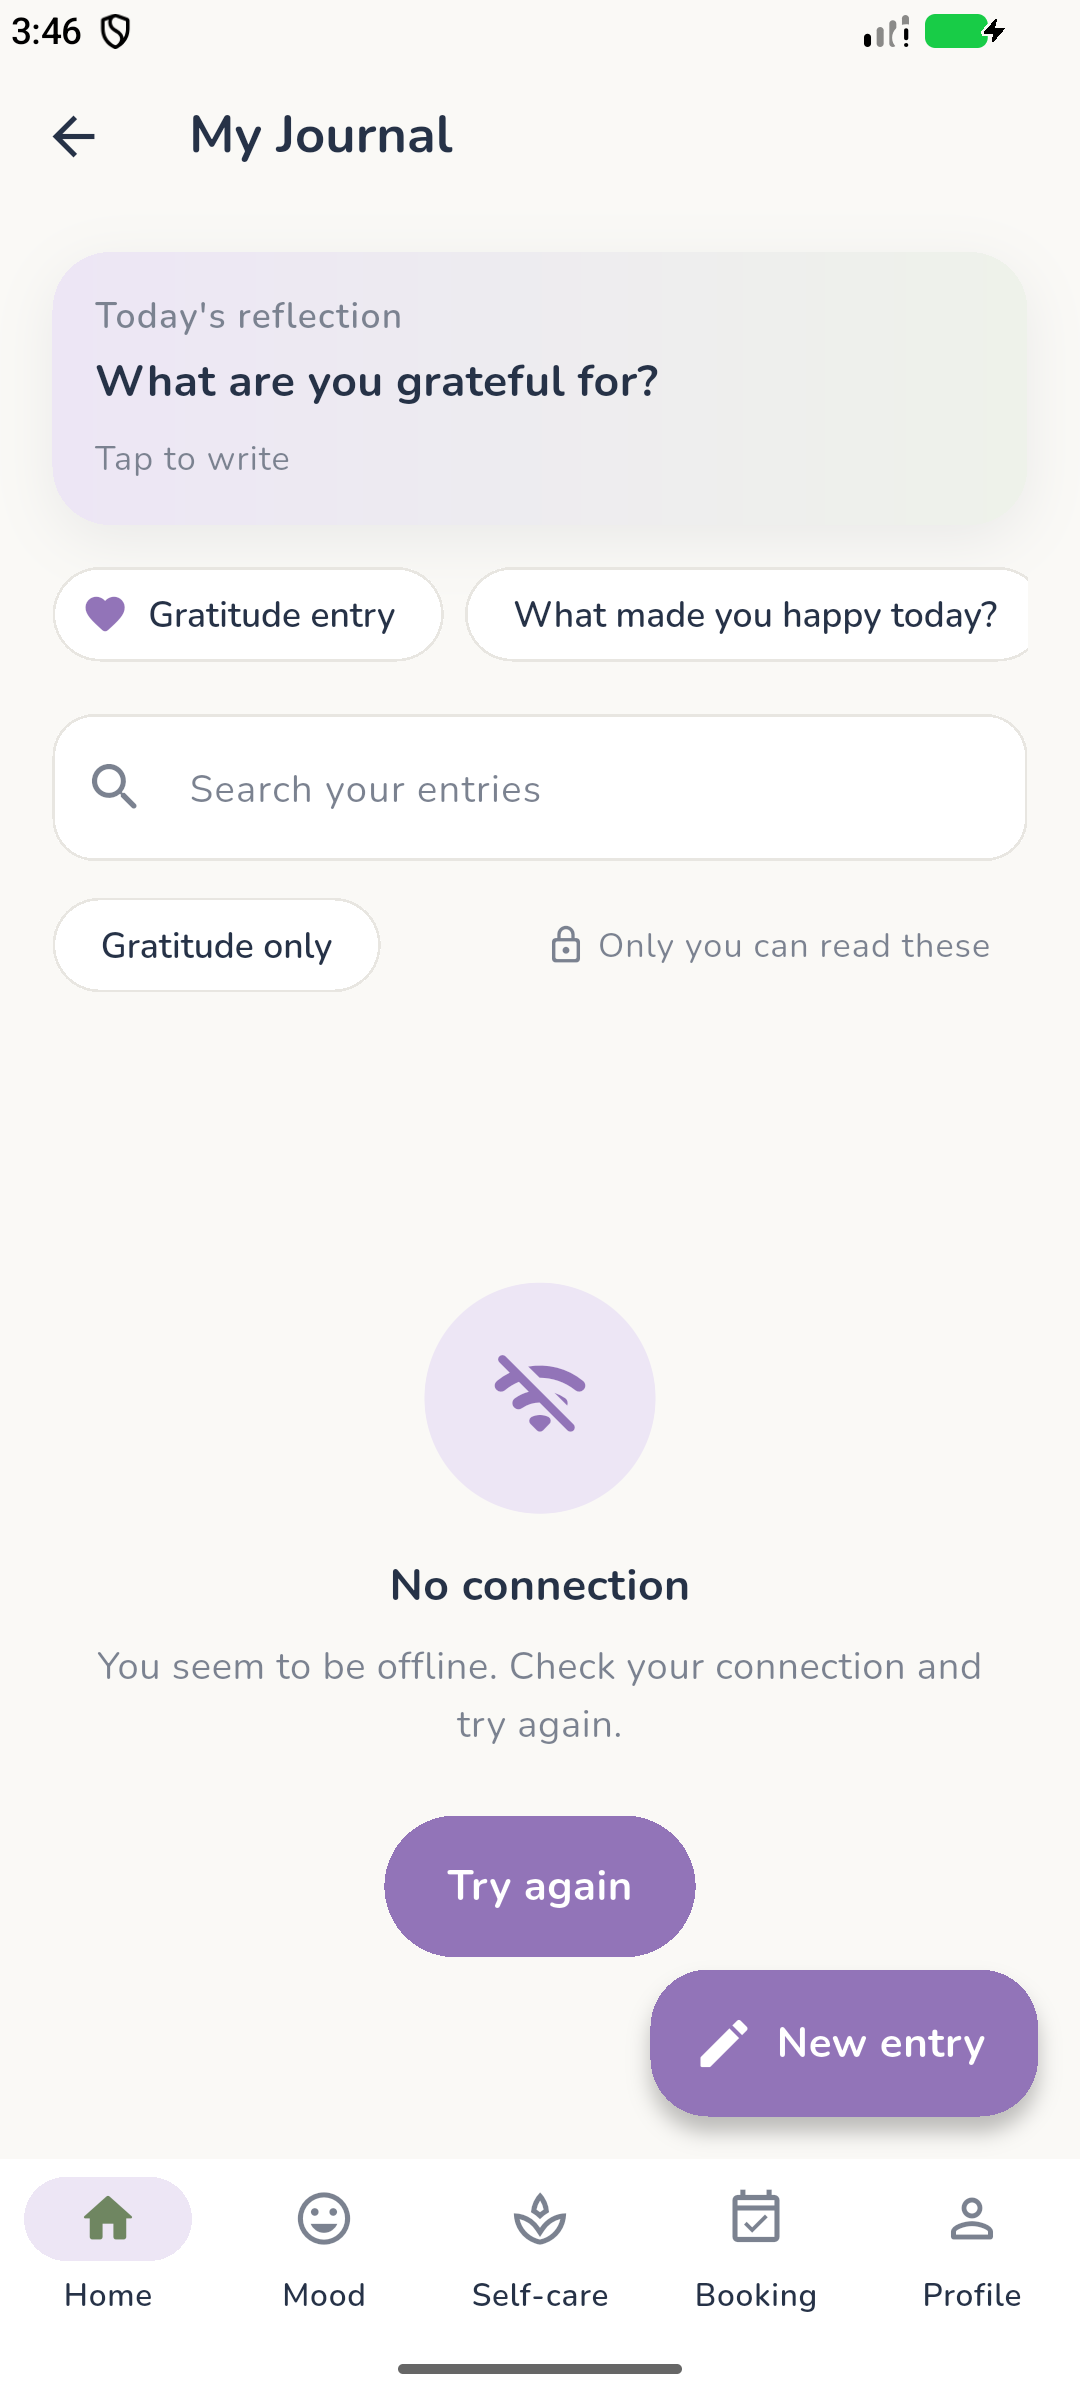 3:46
My Journal
Today's reflection
What are you grateful for?
Tap to write
Gratitude entry
What made you happy today?
Search your entries
Gratitude only
Only you can read these
No connection
You seem to be offline. Check your connection and
try again.
Try again
New entry
Home
Mood
Self-care
Booking
Profile